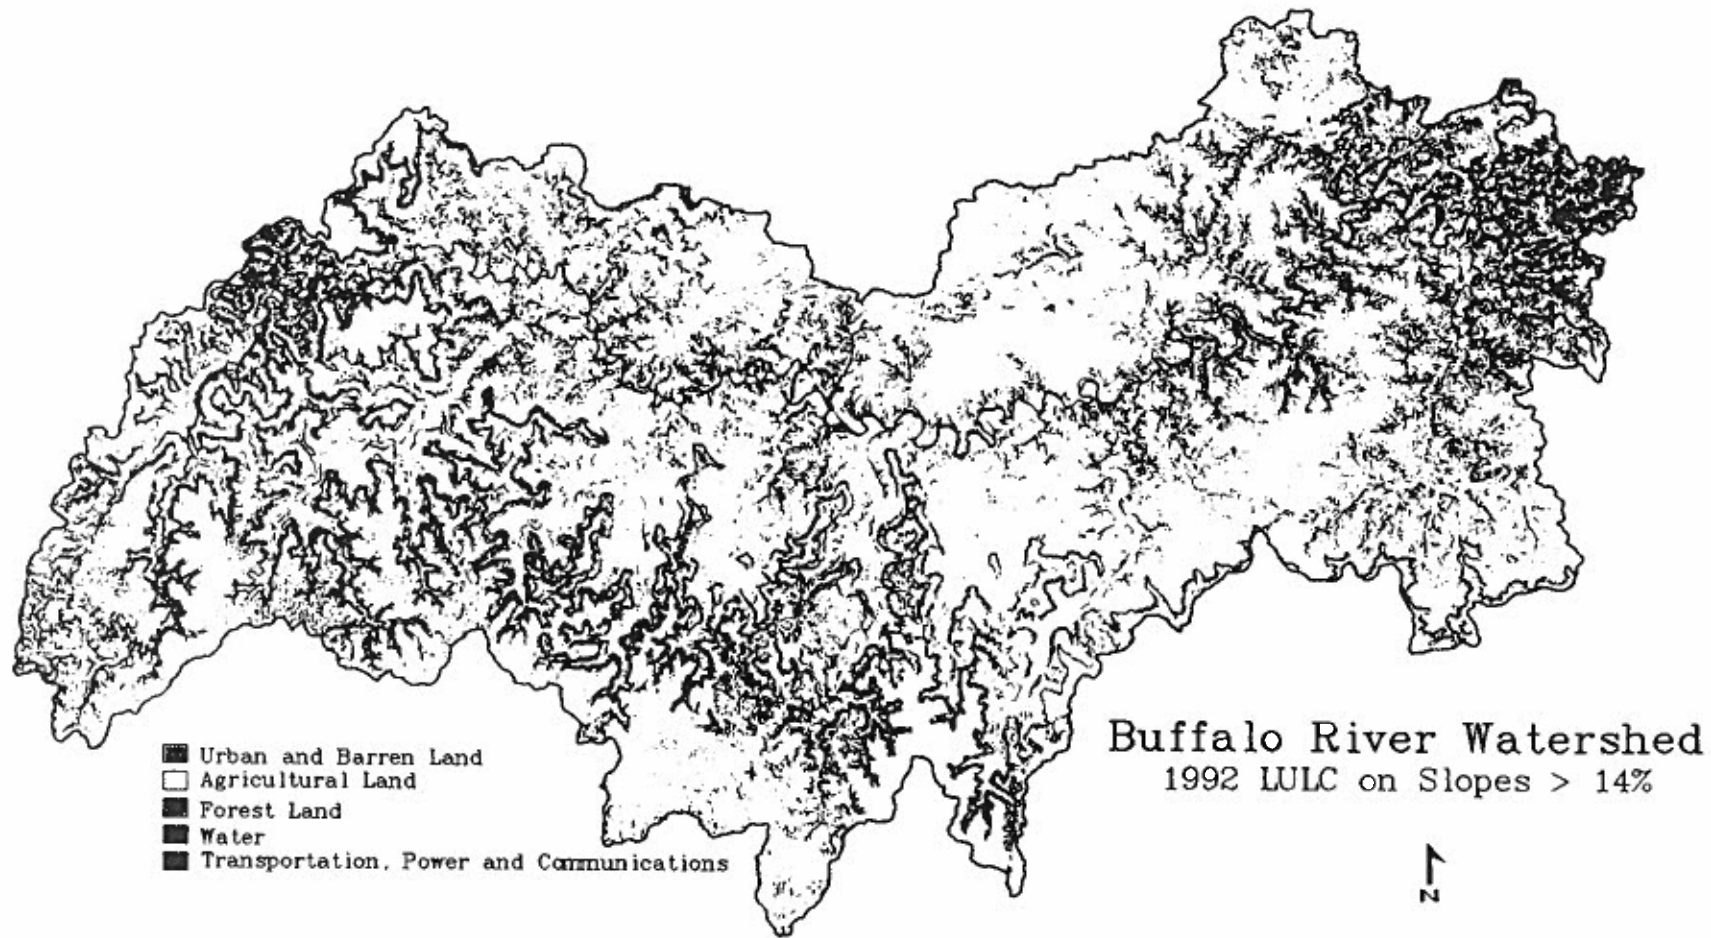 Urban and Barren Land
Agricultural Land
Forest Land
Water
Transportation, Power and Communications
Buffalo River Watershed
1992 LULC on Slopes > 14%
N